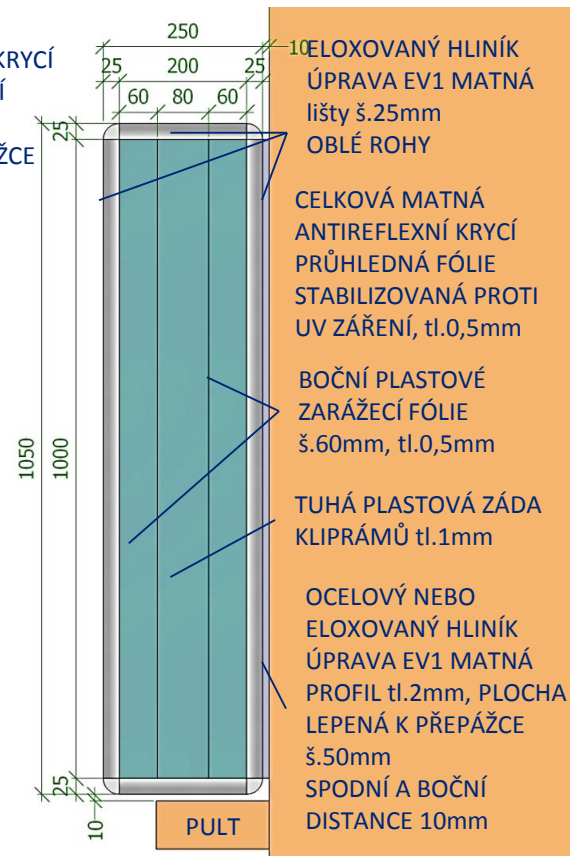 250
10
25 200 25
60 80 60
KRYCÍ
Í
ŽCE
25
1050
1000
25
10
ELOXOVANÝ HLINÍK
ÚPRAVA EV1 MATNÁ
lišty š.25mm
OBLÉ ROHY
CELKOVÁ MATNÁ
ANTIREFLEXNÍ KRYCÍ
PRŮHLEDNÁ FÓLIE
STABILIZOVANÁ PROTI
UV ZÁŘENÍ, tl.0,5mm
BOČNÍ PLASTOVÉ
ZARÁŽECÍ FÓLIE
š.60mm, tl.0,5mm
TUHÁ PLASTOVÁ ZÁDA
KLIPRÁMŮ tl.1mm
OCELOVÝ NEBO
ELOXOVANÝ HLINÍK
ÚPRAVA EV1 MATNÁ
PROFIL tl.2mm, PLOCHA
LEPENÁ K PŘEPÁŽCE
š.50mm
SPODNÍ A BOČNÍ
DISTANCE 10mm
PULT